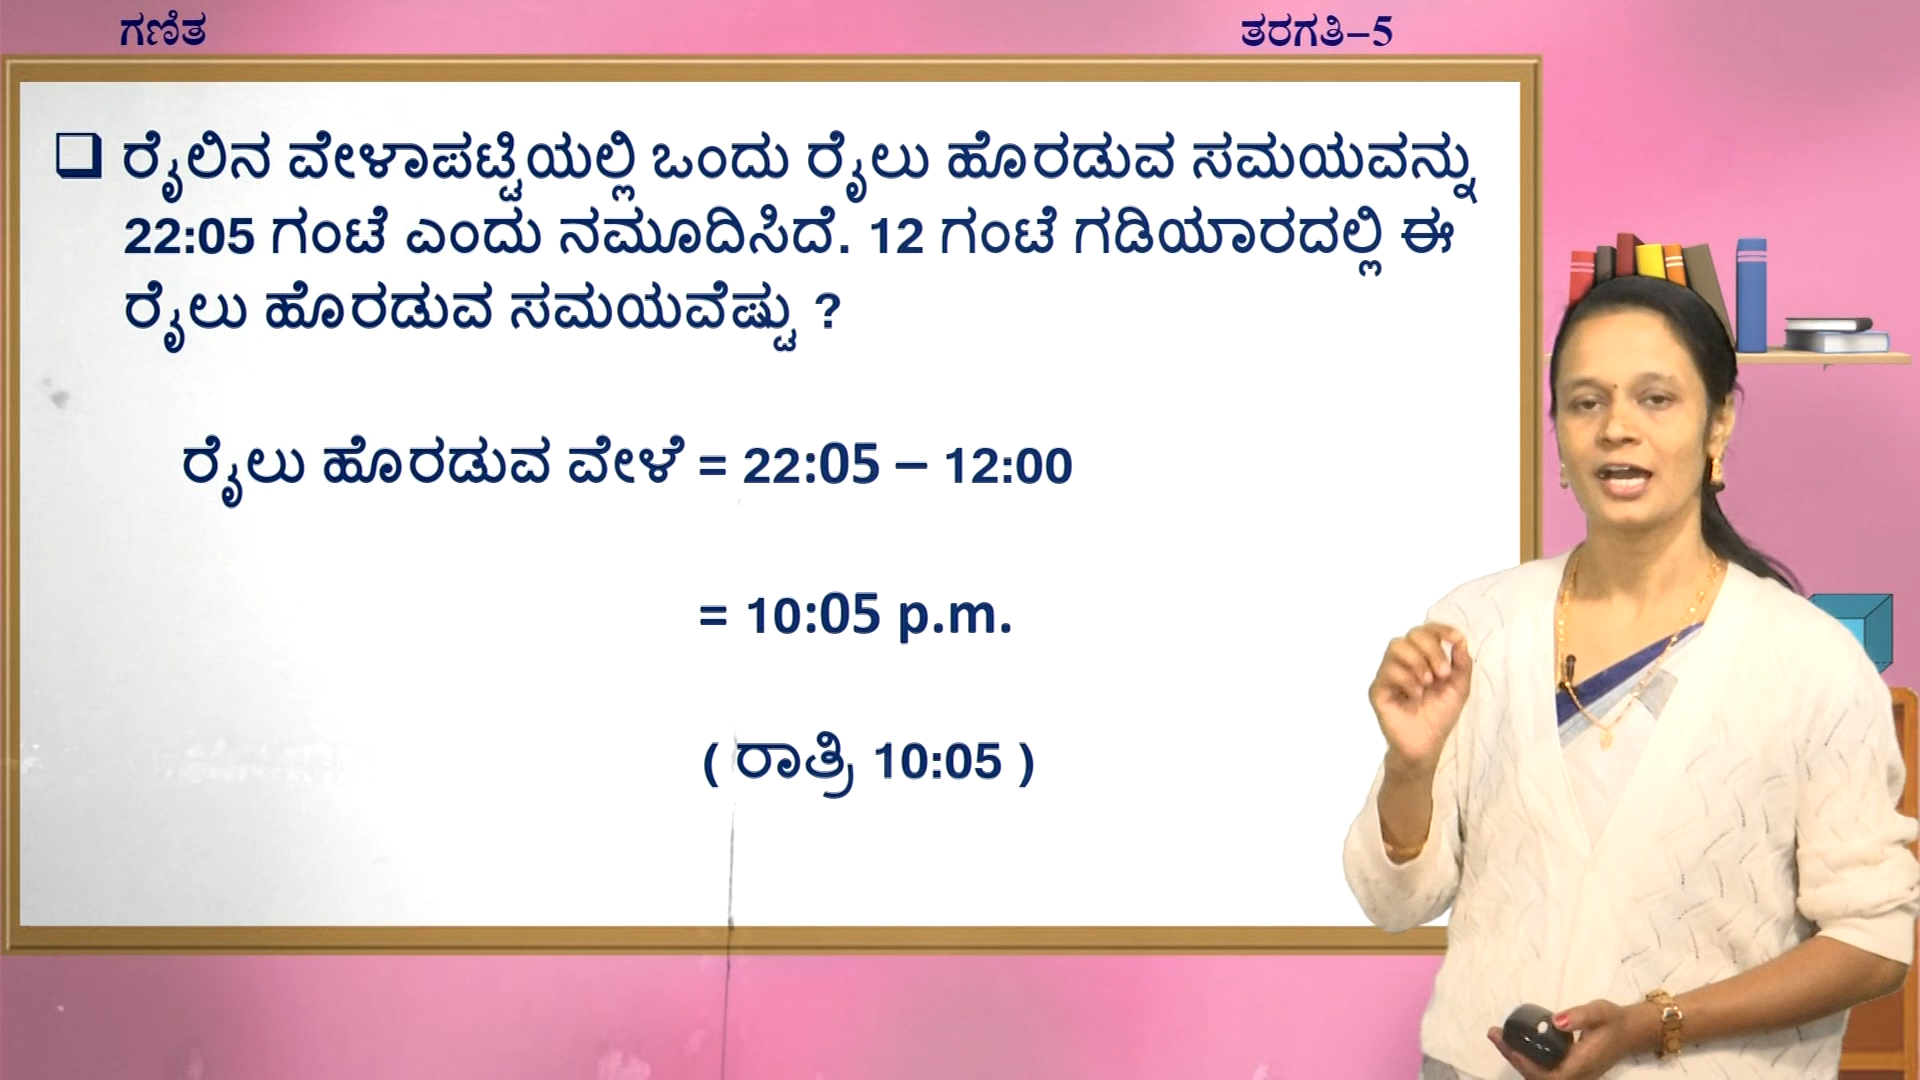 ಗಣಿತ
ತರಗತಿ–5
❑ ರೈಲಿನ ವೇಳಾಪಟ್ಟಿಯಲ್ಲಿ ಒಂದು ರೈಲು ಹೊರಡುವ ಸಮಯವನ್ನು
22:05 ಗಂಟೆ ಎಂದು ನಮೂದಿಸಿದೆ. 12 ಗಂಟೆ ಗಡಿಯಾರದಲ್ಲಿ ಈ
ರೈಲು ಹೊರಡುವ ಸಮಯವೆಷ್ಟು ?
ರೈಲು ಹೊರಡುವ ವೇಳೆ = 22:05 – 12:00
= 10:05 p.m.
( ರಾತ್ರಿ 10:05 )